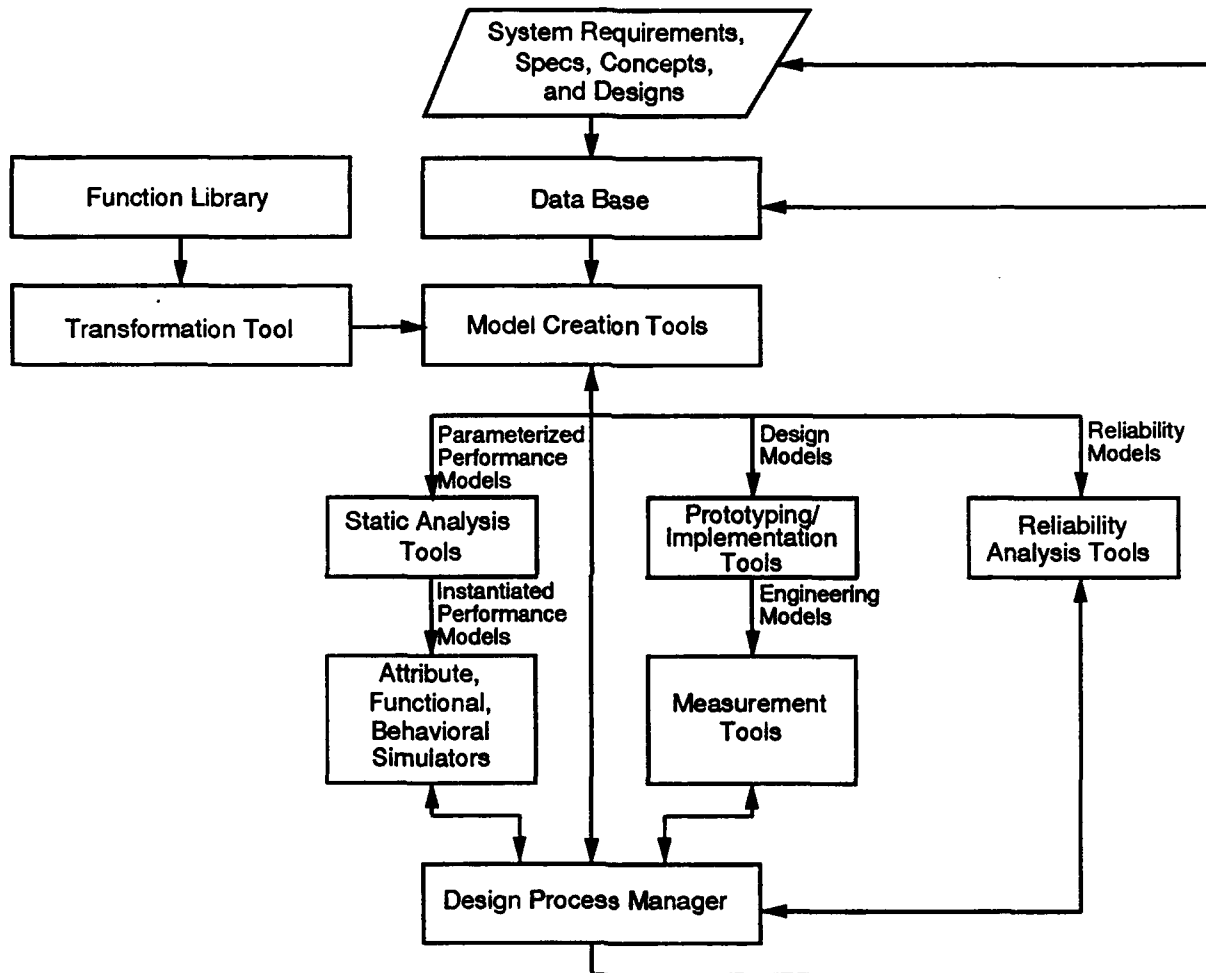 System Requirements,
Specs, Concepts,
and Designs
Function Library
Data Base
Transformation Tool
Model Creation Tools
Parameterized
Performance
Models
Design
Models
Reliability
Models
Static Analysis
Tools
Prototyping/
Implementation
Tools
Reliability
Analysis Tools
Instantiated
Performance
Models
Engineering
Models
Attribute,
Functional,
Behavioral
Simulators
Measurement
Tools
Design Process Manager